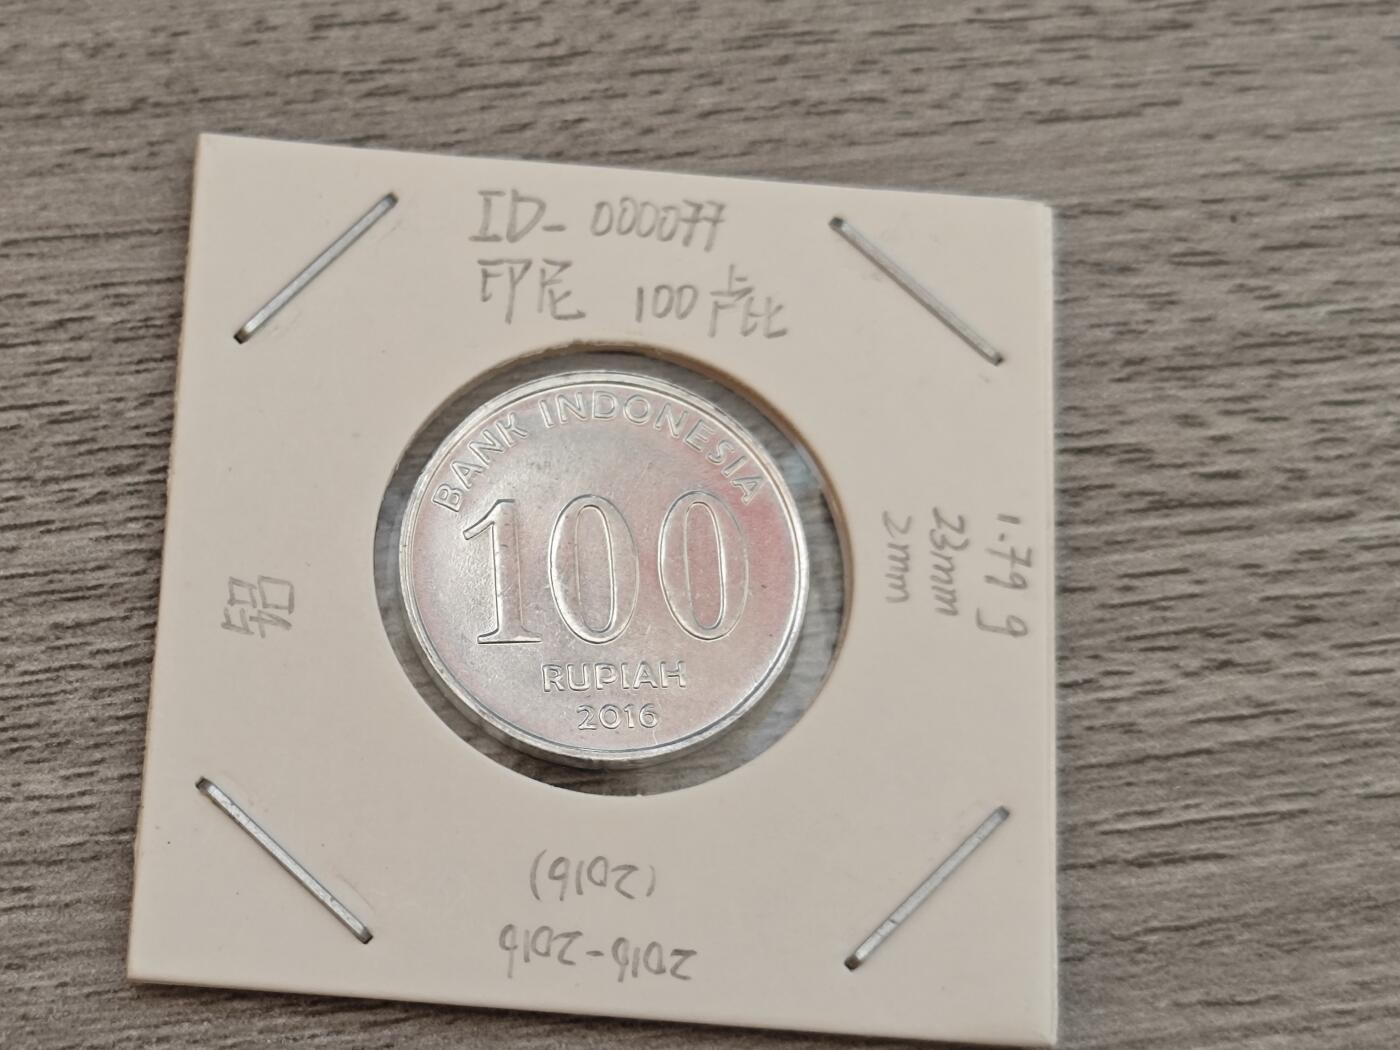 ID-000077
印尼 100卢比
BANK INDONESIA
100
RUPIAH
2016
1.79g
23mm
2mm
(2016)
2016-2016
铝